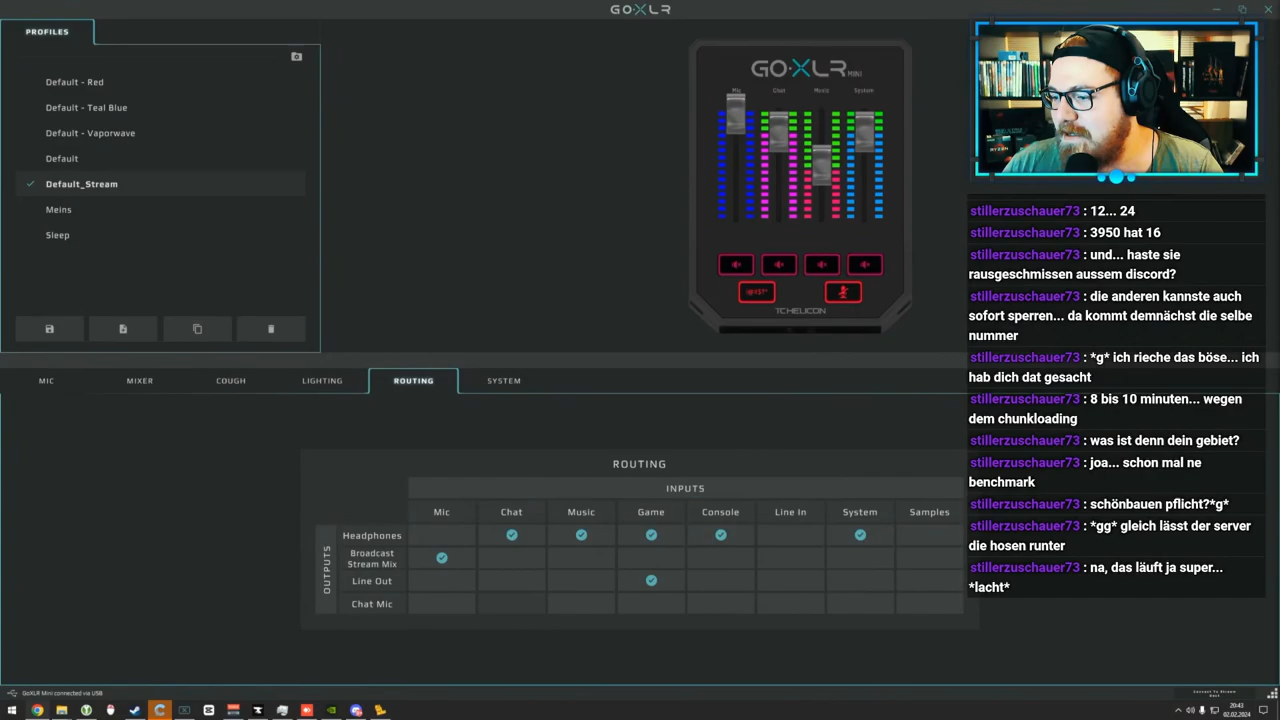 GO·XLR
PROFILES
Default - Red
Default - Teal Blue
Default - Vaporwave
Default
Default_Stream
Meins
Sleep
GO·XLR MINI
Mic
Chat
Music
System
TCHELICON
MIC
MIXER
COUGH
LIGHTING
ROUTING
SYSTEM
ROUTING
INPUTS
Mic
Chat
Music
Game
Console
Line In
System
Samples
OUTPUTS
Headphones
Broadcast
Stream Mix
Line Out
Chat Mic
stillerzuschauer73 : 12... 24
stillerzuschauer73 : 3950 hat 16
stillerzuschauer73 : und... haste sie
rausgeschmissen aussem discord?
stillerzuschauer73 : die anderen kannste auch
sofort sperren... da kommt demnächst die selbe
nummer
stillerzuschauer73 : *g* ich rieche das böse... ich
hab dich dat gesacht
stillerzuschauer73 : 8 bis 10 minuten... wegen
dem chunkloading
stillerzuschauer73 : was ist denn dein gebiet?
stillerzuschauer73 : joa... schon mal ne
benchmark
stillerzuschauer73 : schönbauen pflicht?*g*
stillerzuschauer73 : *gg* gleich lässt der server
die hosen runter
stillerzuschauer73 : na, das läuft ja super...
*lacht*
GoXLR Mini connected via USB
20:43
02.02.2024